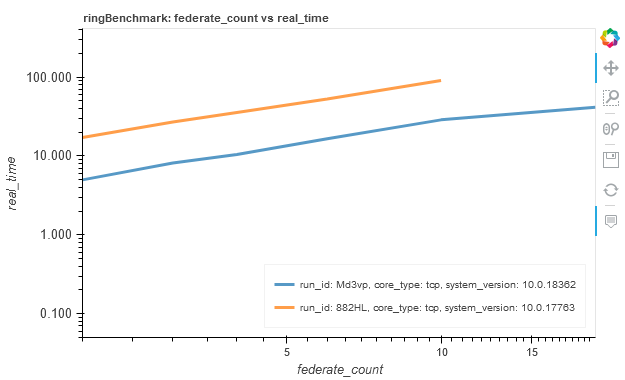 ringBenchmark: federate_count vs real_time
100.000
10.000
1.000
0.100
real_time
5
10
15
federate_count
run_id: Md3vp, core_type: tcp, system_version: 10.0.18362
run_id: 882HL, core_type: tcp, system_version: 10.0.17763